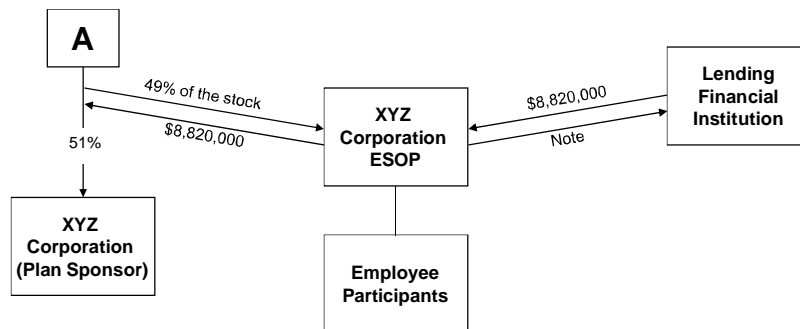 A
49% of the stock
$8,820,000
51%
XYZ
Corporation
(Plan Sponsor)
XYZ
Corporation
ESOP
Employee
Participants
$8,820,000
Note
Lending
Financial
Institution